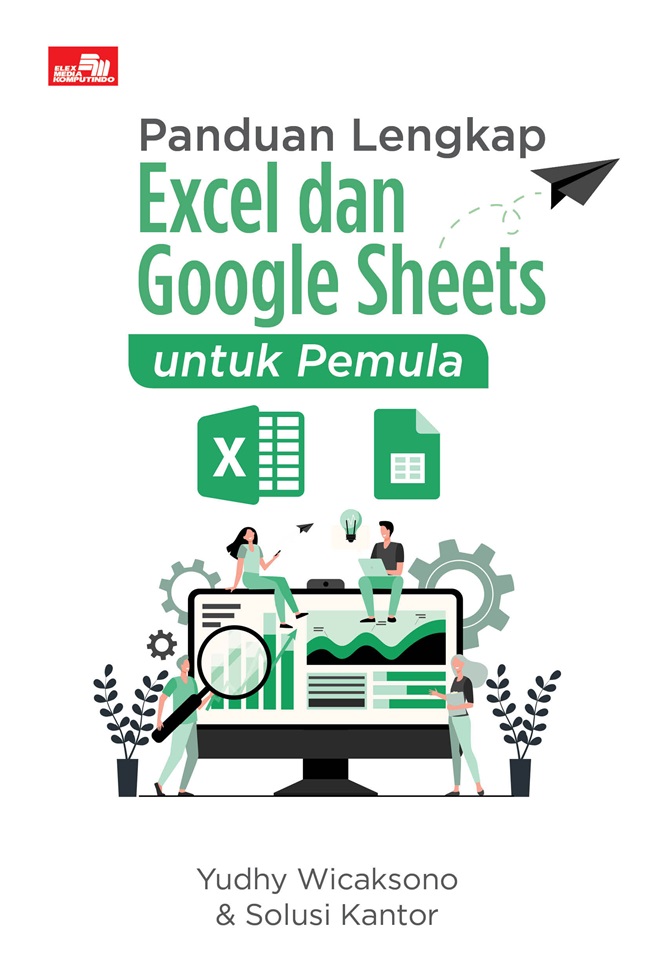 ELEX
MEDIA
KOMPUTINDO
Panduan Lengkap
Excel dan
Google Sheets
untuk Pemula
X
Yudhy Wicaksono
& Solusi Kantor